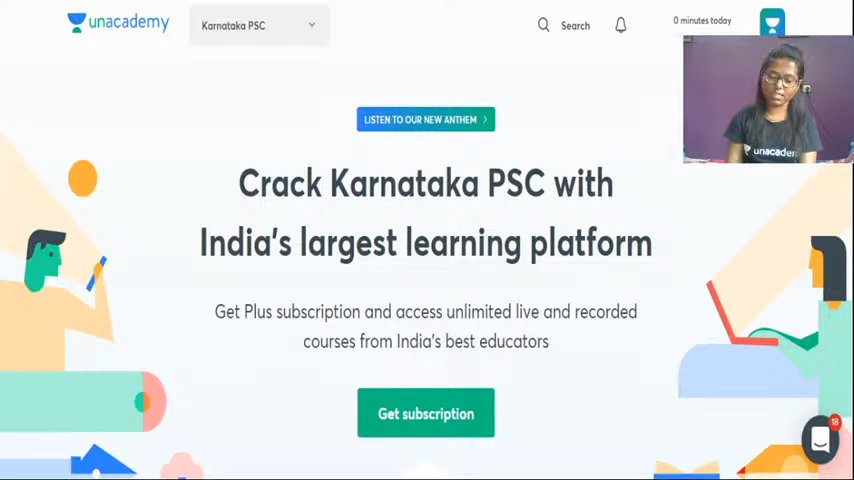 unacademy
Karnataka PSC
Search
0 minutes today
LISTEN TO OUR NEW ANTHEM
unacademy
Crack Karnataka PSC with
India's largest learning platform
Get Plus subscription and access unlimited live and recorded
courses from India's best educators
Get subscription
18